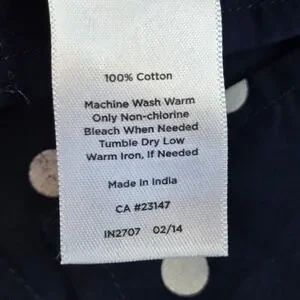 100% Cotton
Machine Wash Warm
Only Non-chlorine
Bleach When Needed
Tumble Dry Low
Warm Iron, If Needed
Made in India
CA #23147
IN2707 02/14